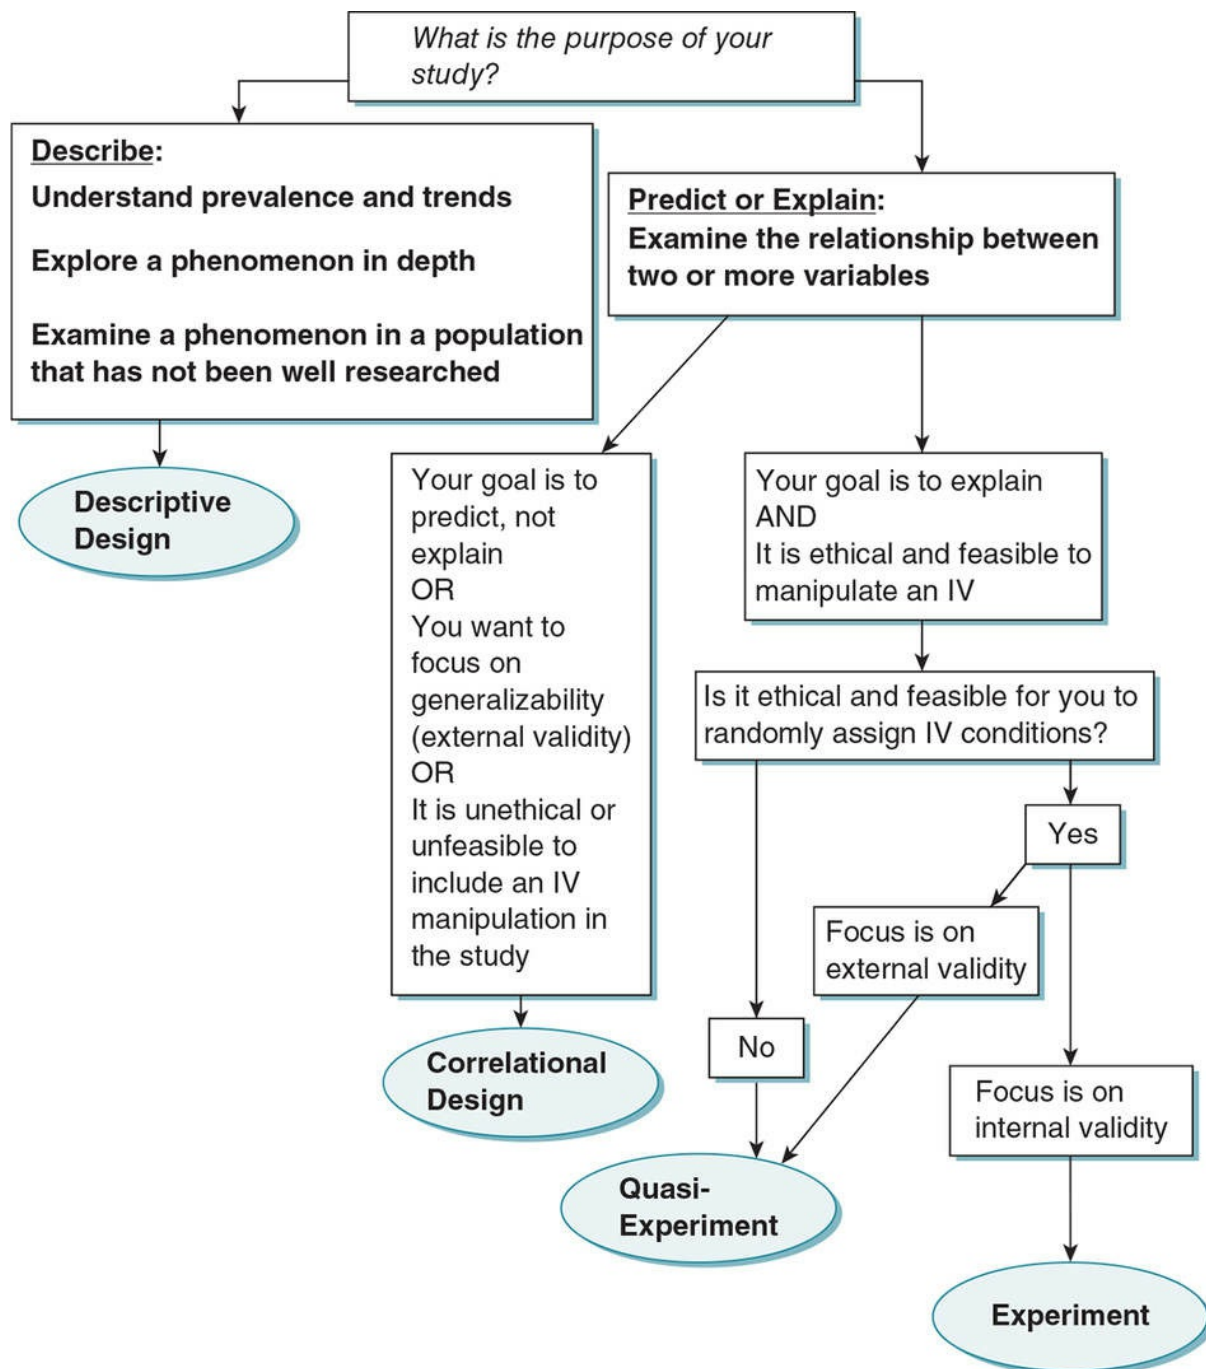 What is the purpose of your
study?
Describe:
Understand prevalence and trends
Explore a phenomenon in depth
Examine a phenomenon in a population
that has not been well researched
Descriptive
Design
Predict or Explain:
Examine the relationship between
two or more variables
Your goal is to
predict, not
explain
OR
You want to
focus on
generalizability
(external validity)
OR
It is unethical or
unfeasible to
include an IV
manipulation in
the study
Correlational
Design
Your goal is to explain
AND
It is ethical and feasible to
manipulate an IV
Is it ethical and feasible for you to
randomly assign IV conditions?
Yes
Focus is on
external validity
No
Focus is on
internal validity
Quasi-
Experiment
Experiment